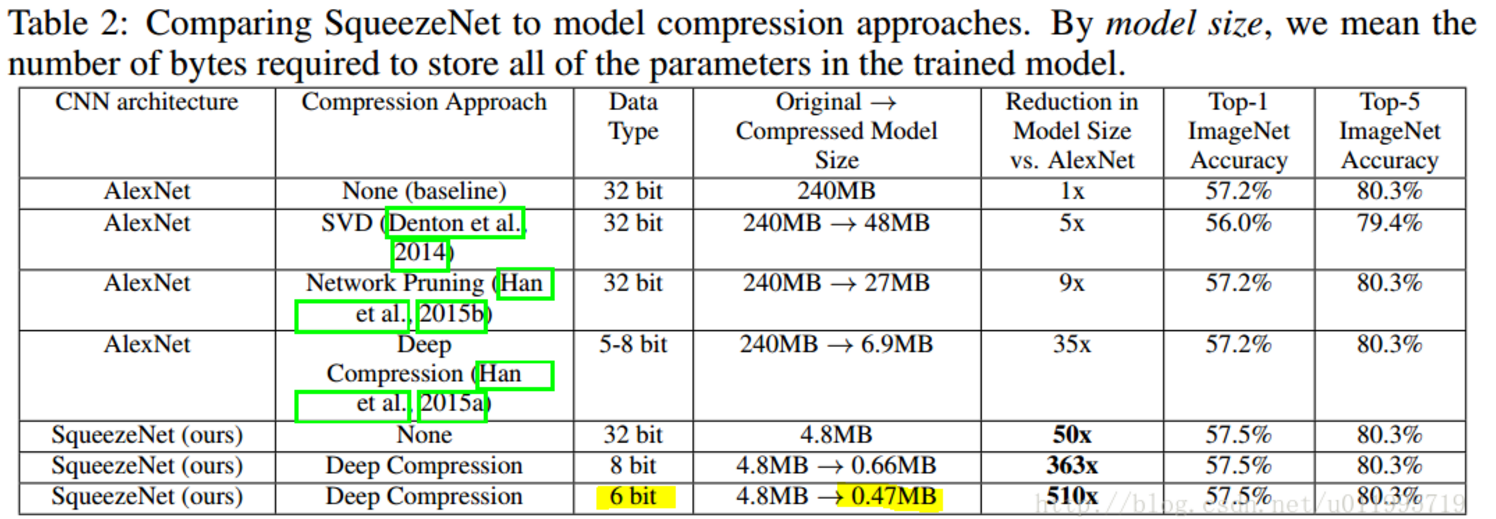 Table 2: Comparing SqueezeNet to model compression approaches. By model size, we mean the
number of bytes required to store all of the parameters in the trained model.
CNN architecture Compression Approach Data Original → Reduction in Top-1 Top-5
Type Compressed Model Model Size ImageNet ImageNet
Size vs. AlexNet Accuracy Accuracy
AlexNet None (baseline) 32 bit 240MB 1x 57.2% 80.3%
AlexNet SVD (Denton et al., 32 bit 240MB → 48MB 5x 56.0% 79.4%
2014)
AlexNet Network Pruning (Han 32 bit 240MB → 27MB 9x 57.2% 80.3%
et al., 2015b)
AlexNet Deep 5-8 bit 240MB → 6.9MB 35x 57.2% 80.3%
Compression (Han
et al., 2015a)
SqueezeNet (ours) None 32 bit 4.8MB 50x 57.5% 80.3%
SqueezeNet (ours) Deep Compression 8 bit 4.8MB → 0.66MB 363x 57.5% 80.3%
SqueezeNet (ours) Deep Compression 6 bit 4.8MB → 0.47MB 510x 57.5% 80.3%